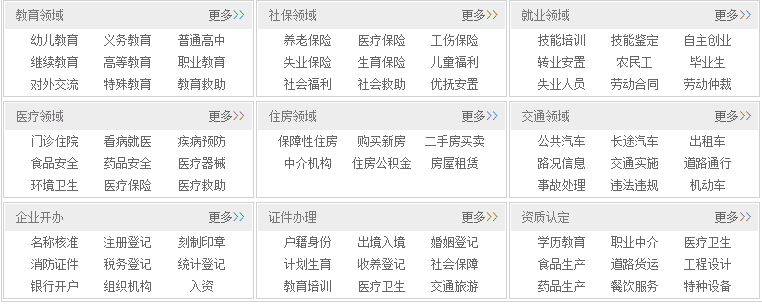 教育领域 更多>>
幼儿教育 义务教育 普通高中
继续教育 高等教育 职业教育
对外交流 特殊教育 教育救助
社保领域 更多>>
养老保险 医疗保险 工伤保险
失业保险 生育保险 儿童福利
社会福利 社会救助 优抚安置
就业领域 更多>>
技能培训 技能鉴定 自主创业
转业安置 农民工 毕业生
失业人员 劳动合同 劳动仲裁
医疗领域 更多>>
门诊住院 看病就医 疾病预防
食品安全 药品安全 医疗器械
环境卫生 医疗保险 医疗救助
住房领域 更多>>
保障性住房 购买新房 二手房买卖
中介机构 住房公积金 房屋租赁
交通领域 更多>>
公共汽车 长途汽车 出租车
路况信息 交通实施 道路通行
事故处理 违法违规 机动车
企业开办 更多>>
名称核准 注册登记 刻制印章
消防证件 税务登记 统计登记
银行开户 组织机构 入资
证件办理 更多>>
户籍身份 出境入境 婚姻登记
计划生育 收养登记 社会保障
教育培训 医疗卫生 交通旅游
资质认定 更多>>
学历教育 职业中介 医疗卫生
食品生产 道路货运 工程设计
药品生产 餐饮服务 特种设备